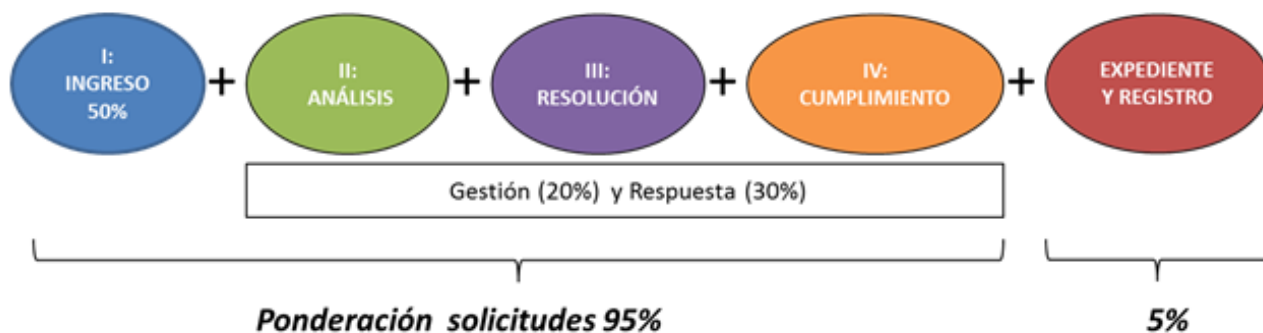 I:
INGRESO
50%
+
II:
ANÁLISIS
+
III:
RESOLUCIÓN
+
IV:
CUMPLIMIENTO
+
EXPEDIENTE
Y REGISTRO
Gestión (20%) y Respuesta (30%)
Ponderación solicitudes 95%
5%